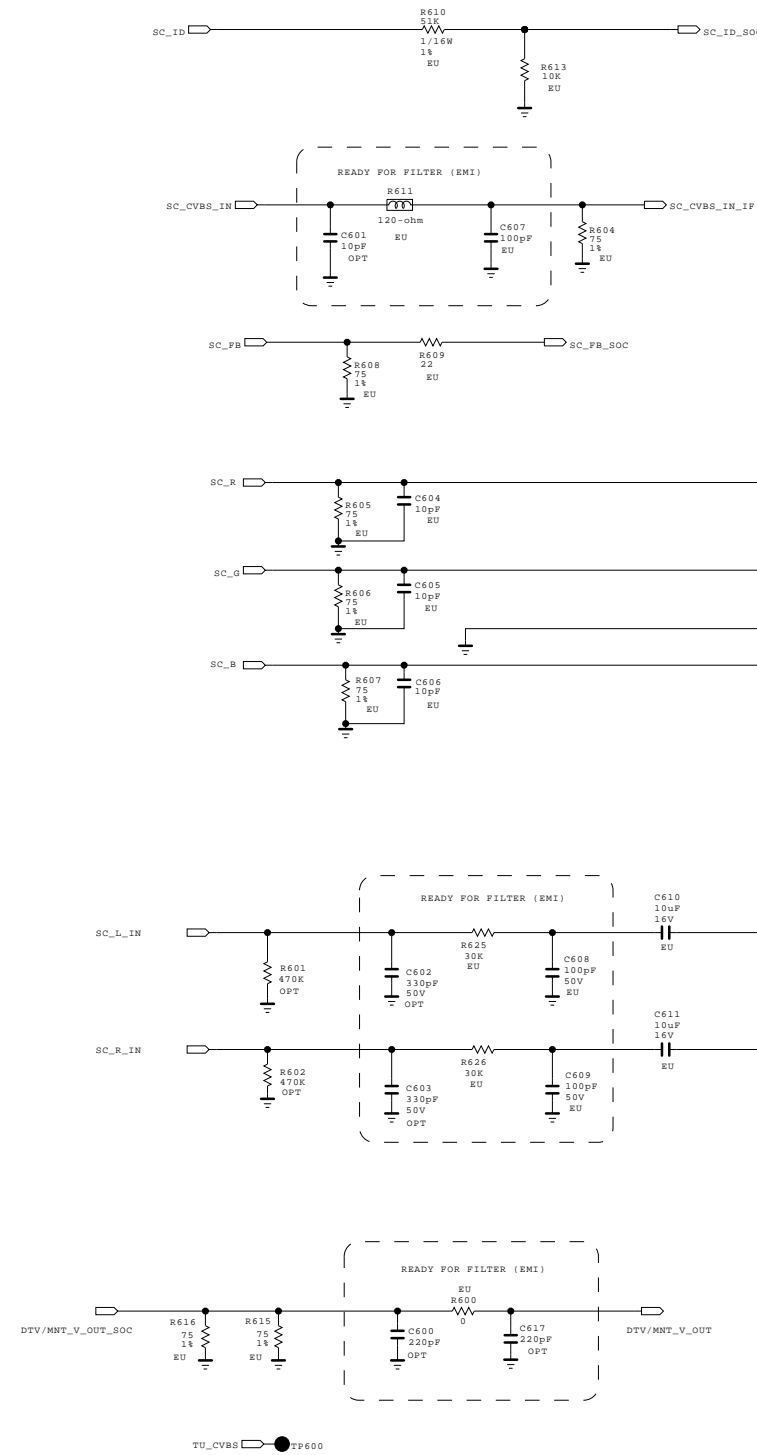 R610
51K
SC_ID
1/16W
1%
EU
R613
10K
EU
READY FOR FILTER (EMI)
R611
SC_CVBS_IN
120-ohm
EU
C601
10pF
OPT
C607
100pF
EU
R604
75
1%
EU
SC_CVBS_IN_IF
SC_FB
R608
75
1%
EU
R609
22
EU
SC_FB_SOC
SC_R
R605
75
1%
EU
C604
10pF
EU
SC_G
R606
75
1%
EU
C605
10pF
EU
SC_B
R607
75
1%
EU
C606
10pF
EU
READY FOR FILTER (EMI)
C610
10uF
16V
EU
SC_L_IN
R601
470K
OPT
C602
330pF
50V
OPT
R625
30K
EU
C608
100pF
50V
EU
C611
10uF
16V
EU
SC_R_IN
R602
470K
OPT
C603
330pF
50V
OPT
R626
30K
EU
C609
100pF
50V
EU
READY FOR FILTER (EMI)
EU
R600
0
DTV/MNT_V_OUT_SOC
R616
75
1%
EU
R615
75
1%
EU
C600
220pF
OPT
C617
220pF
OPT
DTV/MNT_V_OUT
TU_CVBS
TP600